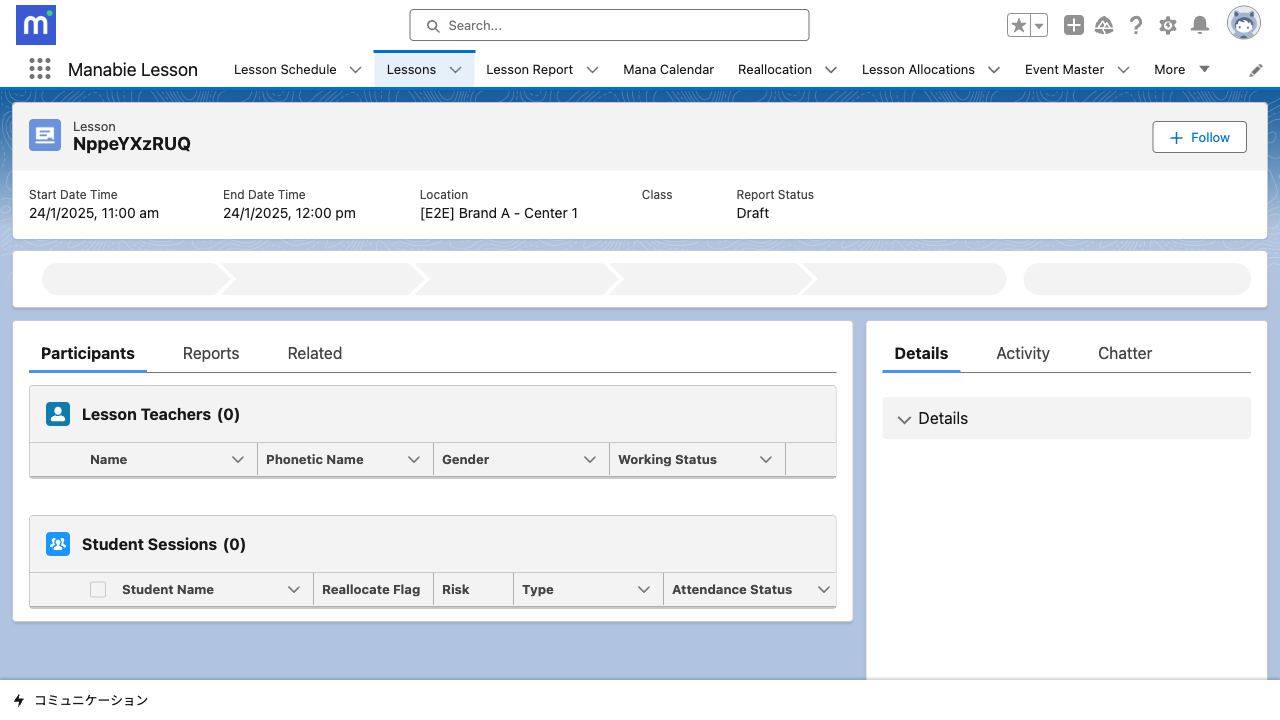 m
Search...
Manabie Lesson
Lesson Schedule
Lessons
Lesson Report
Mana Calendar
Reallocation
Lesson Allocations
Event Master
More
Lesson
NppeYXzRUQ
Follow
Start Date Time
End Date Time
Location
Class
Report Status
24/1/2025, 11:00 am
24/1/2025, 12:00 pm
[E2E] Brand A - Center 1
Draft
Participants
Reports
Related
Lesson Teachers (0)
Name
Phonetic Name
Gender
Working Status
Student Sessions (0)
Student Name
Reallocate Flag
Risk
Type
Attendance Status
Details
Activity
Chatter
Details
コミュニケーション